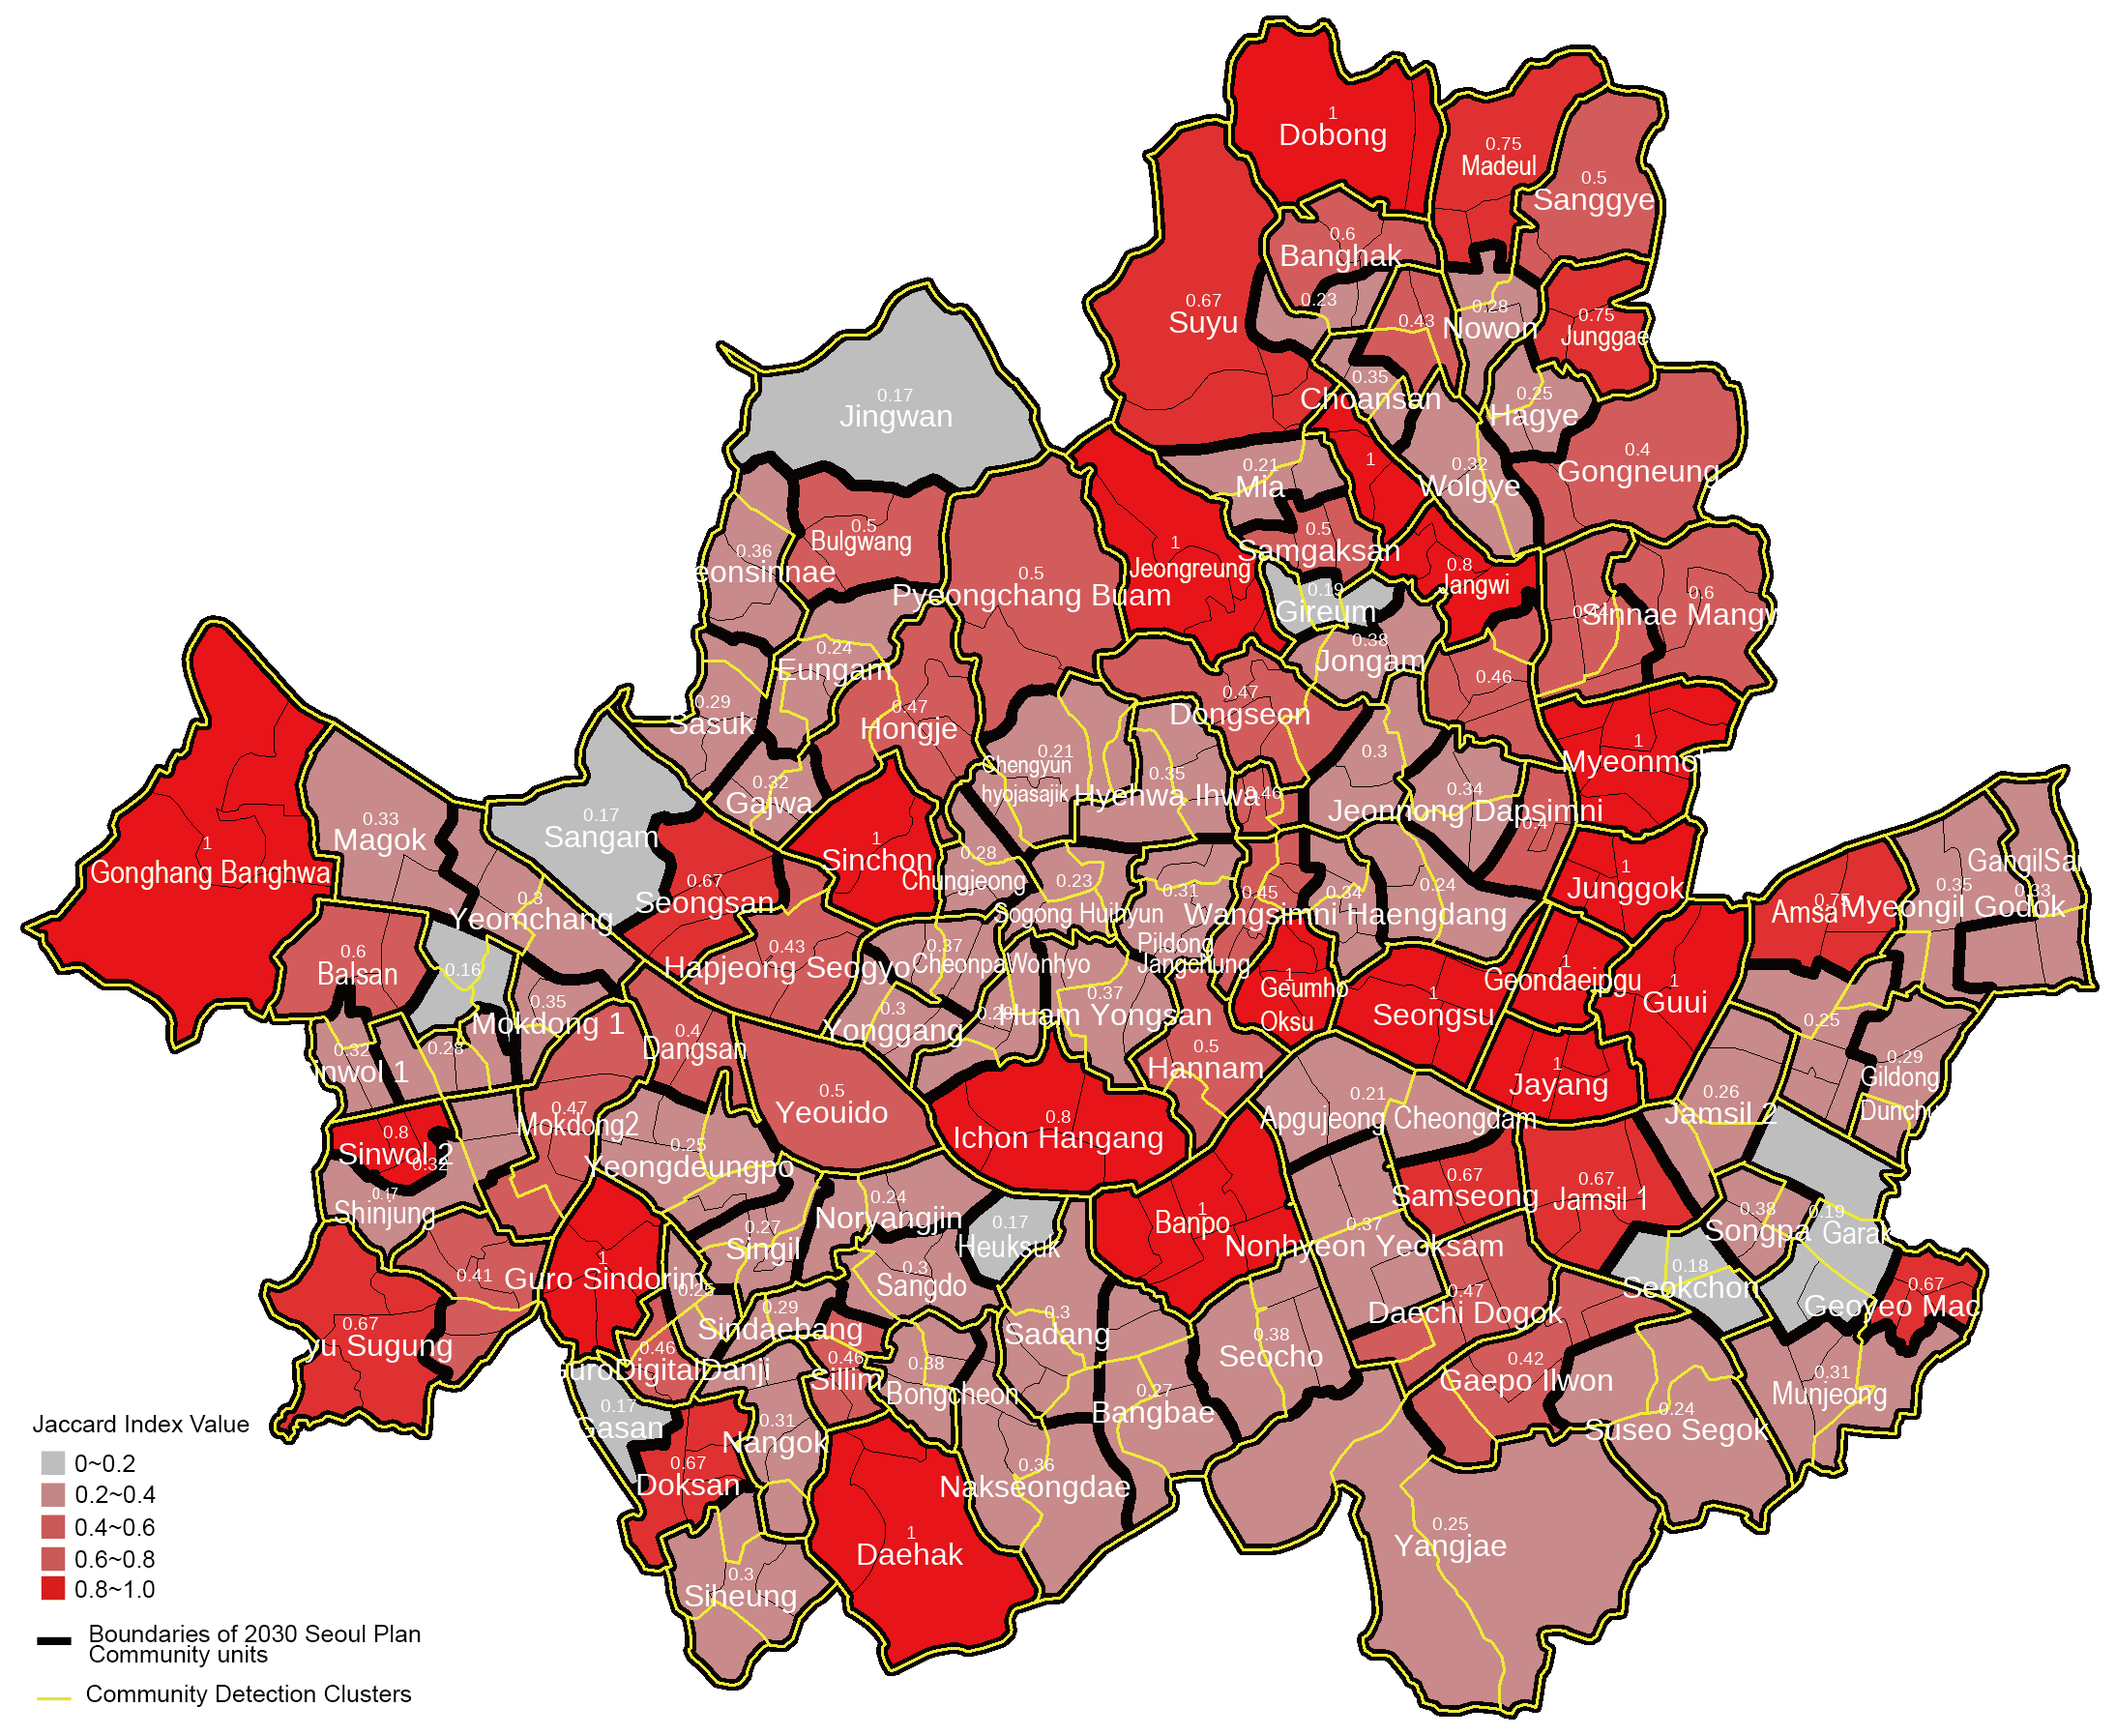 1
Dobong
0.75
Madeul
0.5
Sanggye
0.6
Banghak
0.67
Suyu
0.23
0.43
0.28
Nowon
0.75
Junggae
0.17
Jingwan
0.35
Choansan
0.25
Hagye
0.21
Mia
1
0.32
Wolgye
0.4
Gongneung
0.36
eonsinnae
0.5
Bulgwang
0.5
Pyeongchang Buam
1
Jeongreung
0.5
Samgaksan
0.8
Jangwi
0.19
Gireum
0.44
0.6
Sinnae Mangw
0.24
Eungam
0.38
Jongam
0.46
0.29
Sasuk
0.47
Hongje
0.47
Dongseon
0.21
Chengyun
hyojasajik
0.35
Hyehwa Ihwa
0.46
0.3
0.34
Jeonnong Dapsimni
0.4
1
Myeonmo
0.32
Gajwa
0.17
Sangam
0.33
Magok
1
Gonghang Banghwa
1
Sinchon
0.28
Chungjeong
0.67
Seongsan
0.3
Yeomchang
0.23
Sogong Huihyun
0.31
Pildong
Jangchung
0.45
0.34
0.24
Wangsimni Haengdang
1
Junggok
0.75
Amsa
0.35
Myeongil Godok
GangilSan
0.33
0.6
Balsan
0.16
0.43
Hapjeong Seogyo
0.37
CheonpaWonhyo
0.35
Mokdong 1
0.3
Yonggang
0.28
0.37
Huam Yongsan
1
Geumho
Oksu
1
Seongsu
1
Geondaeipgu
1
Guui
0.25
0.32
inwol 1
0.28
0.4
Dangsan
0.5
Hannam
1
Jayang
0.29
Gildong
Dunchu
0.5
Yeouido
0.8
Ichon Hangang
0.21
Apgujeong Cheongdam
0.26
Jamsil 2
0.8
Sinwol 2
0.32
0.47
Mokdong2
0.25
Yeongdeungpo
0.17
Shinjung
0.24
Noryangjin
0.17
Heuksuk
1
Banpo
0.67
Samseong
0.67
Jamsil 1
0.38
Songpa
0.19
Garak
0.37
Nonhyeon Yeoksam
0.27
Singil
1
Guro Sindorim
0.25
0.41
0.3
Sangdo
0.18
Seokchon
0.67
Geoyeo Mac
0.67
yu Sugung
0.29
Sindaebang
0.3
Sadang
0.47
Daechi Dogok
0.46
uroDigitalDanji
0.46
Sillim
0.38
Bongcheon
0.38
Seocho
0.42
Gaepo Ilwon
0.31
Munjeong
0.17
Gasan
0.31
Nangok
0.27
Bangbae
0.24
Suseo Segok
0.67
Doksan
0.36
Nakseongdae
1
Daehak
0.25
Yangjae
0.3
Siheung
Jaccard Index Value
0~0.2
0.2~0.4
0.4~0.6
0.6~0.8
0.8~1.0
Boundaries of 2030 Seoul Plan
Community units
Community Detection Clusters